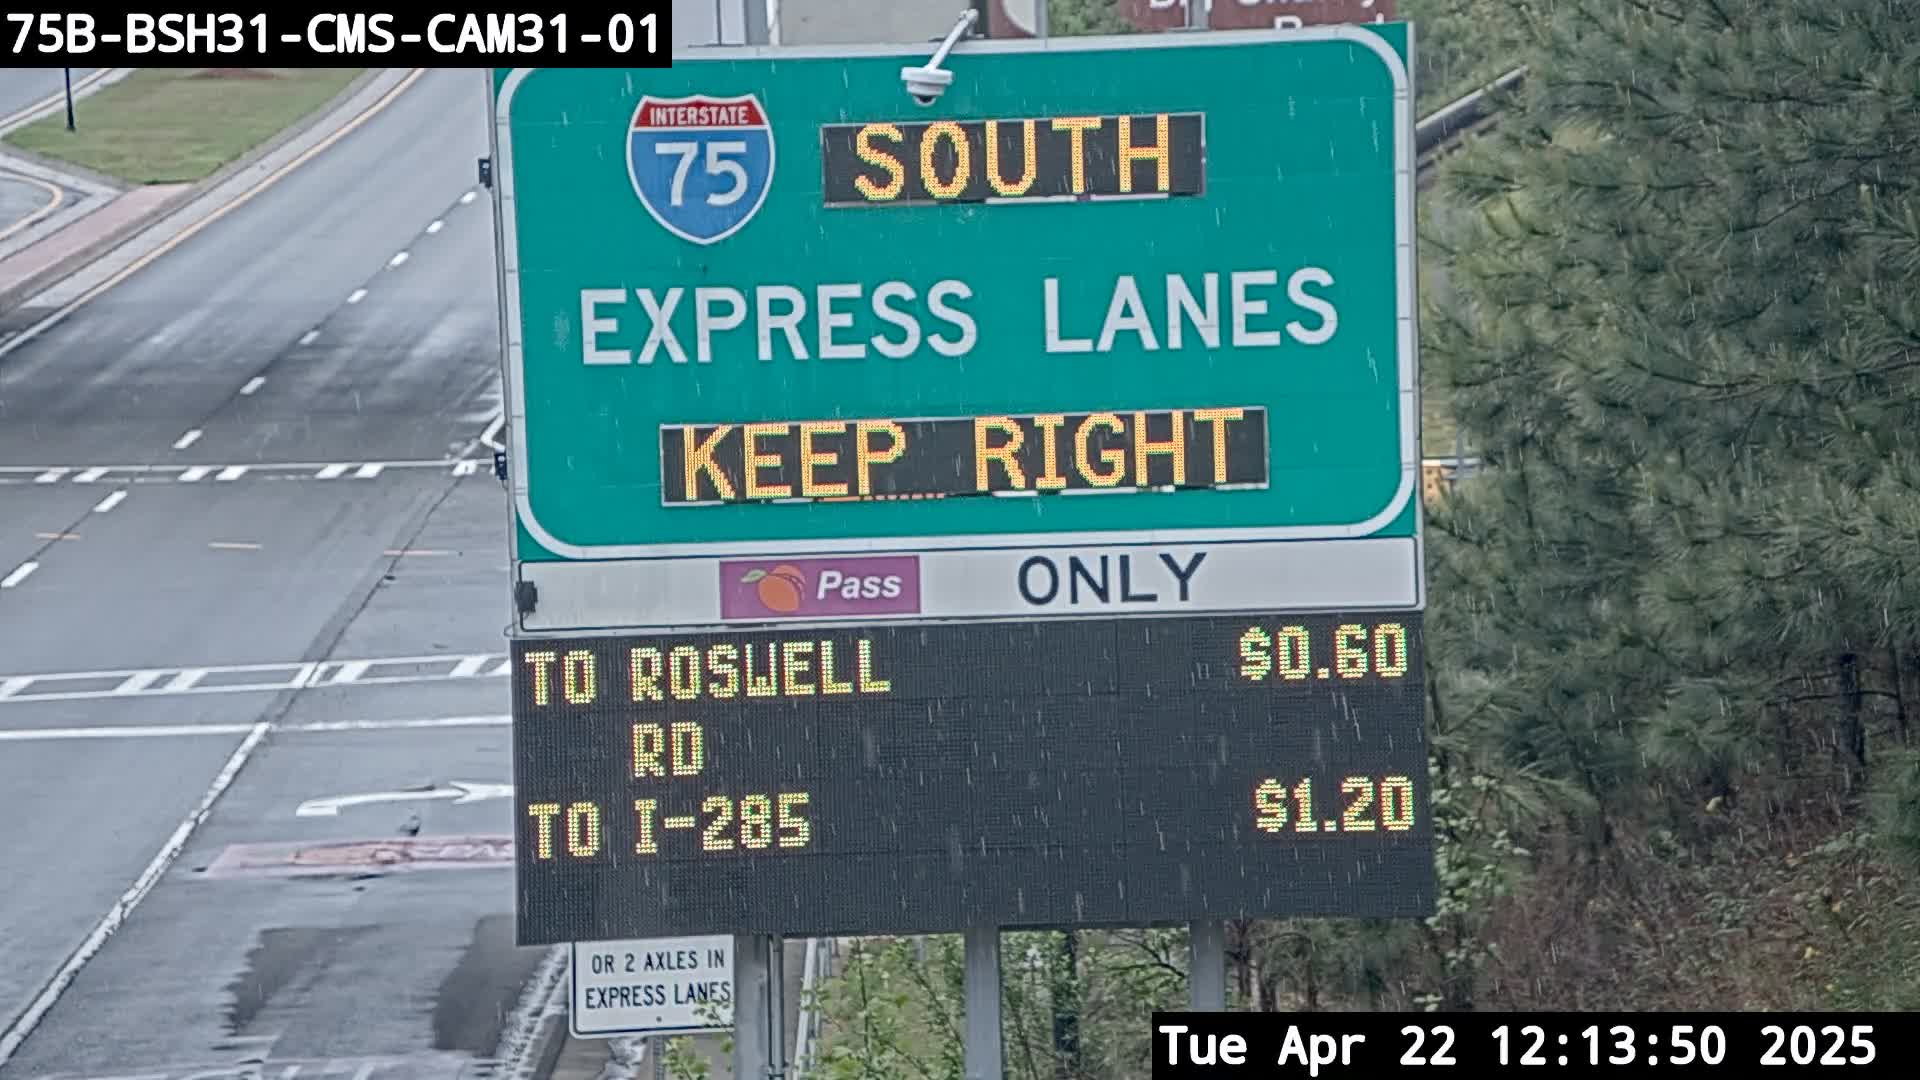 75B-BSH31-CMS-CAM31-01
INTERSTATE
75
SOUTH
EXPRESS LANES
KEEP RIGHT
Pass ONLY
TO ROSWELL $0.60
RD
TO I-285 $1.20
OR 2 AXLES IN
EXPRESS LANES
Tue Apr 22 12:13:50 2025